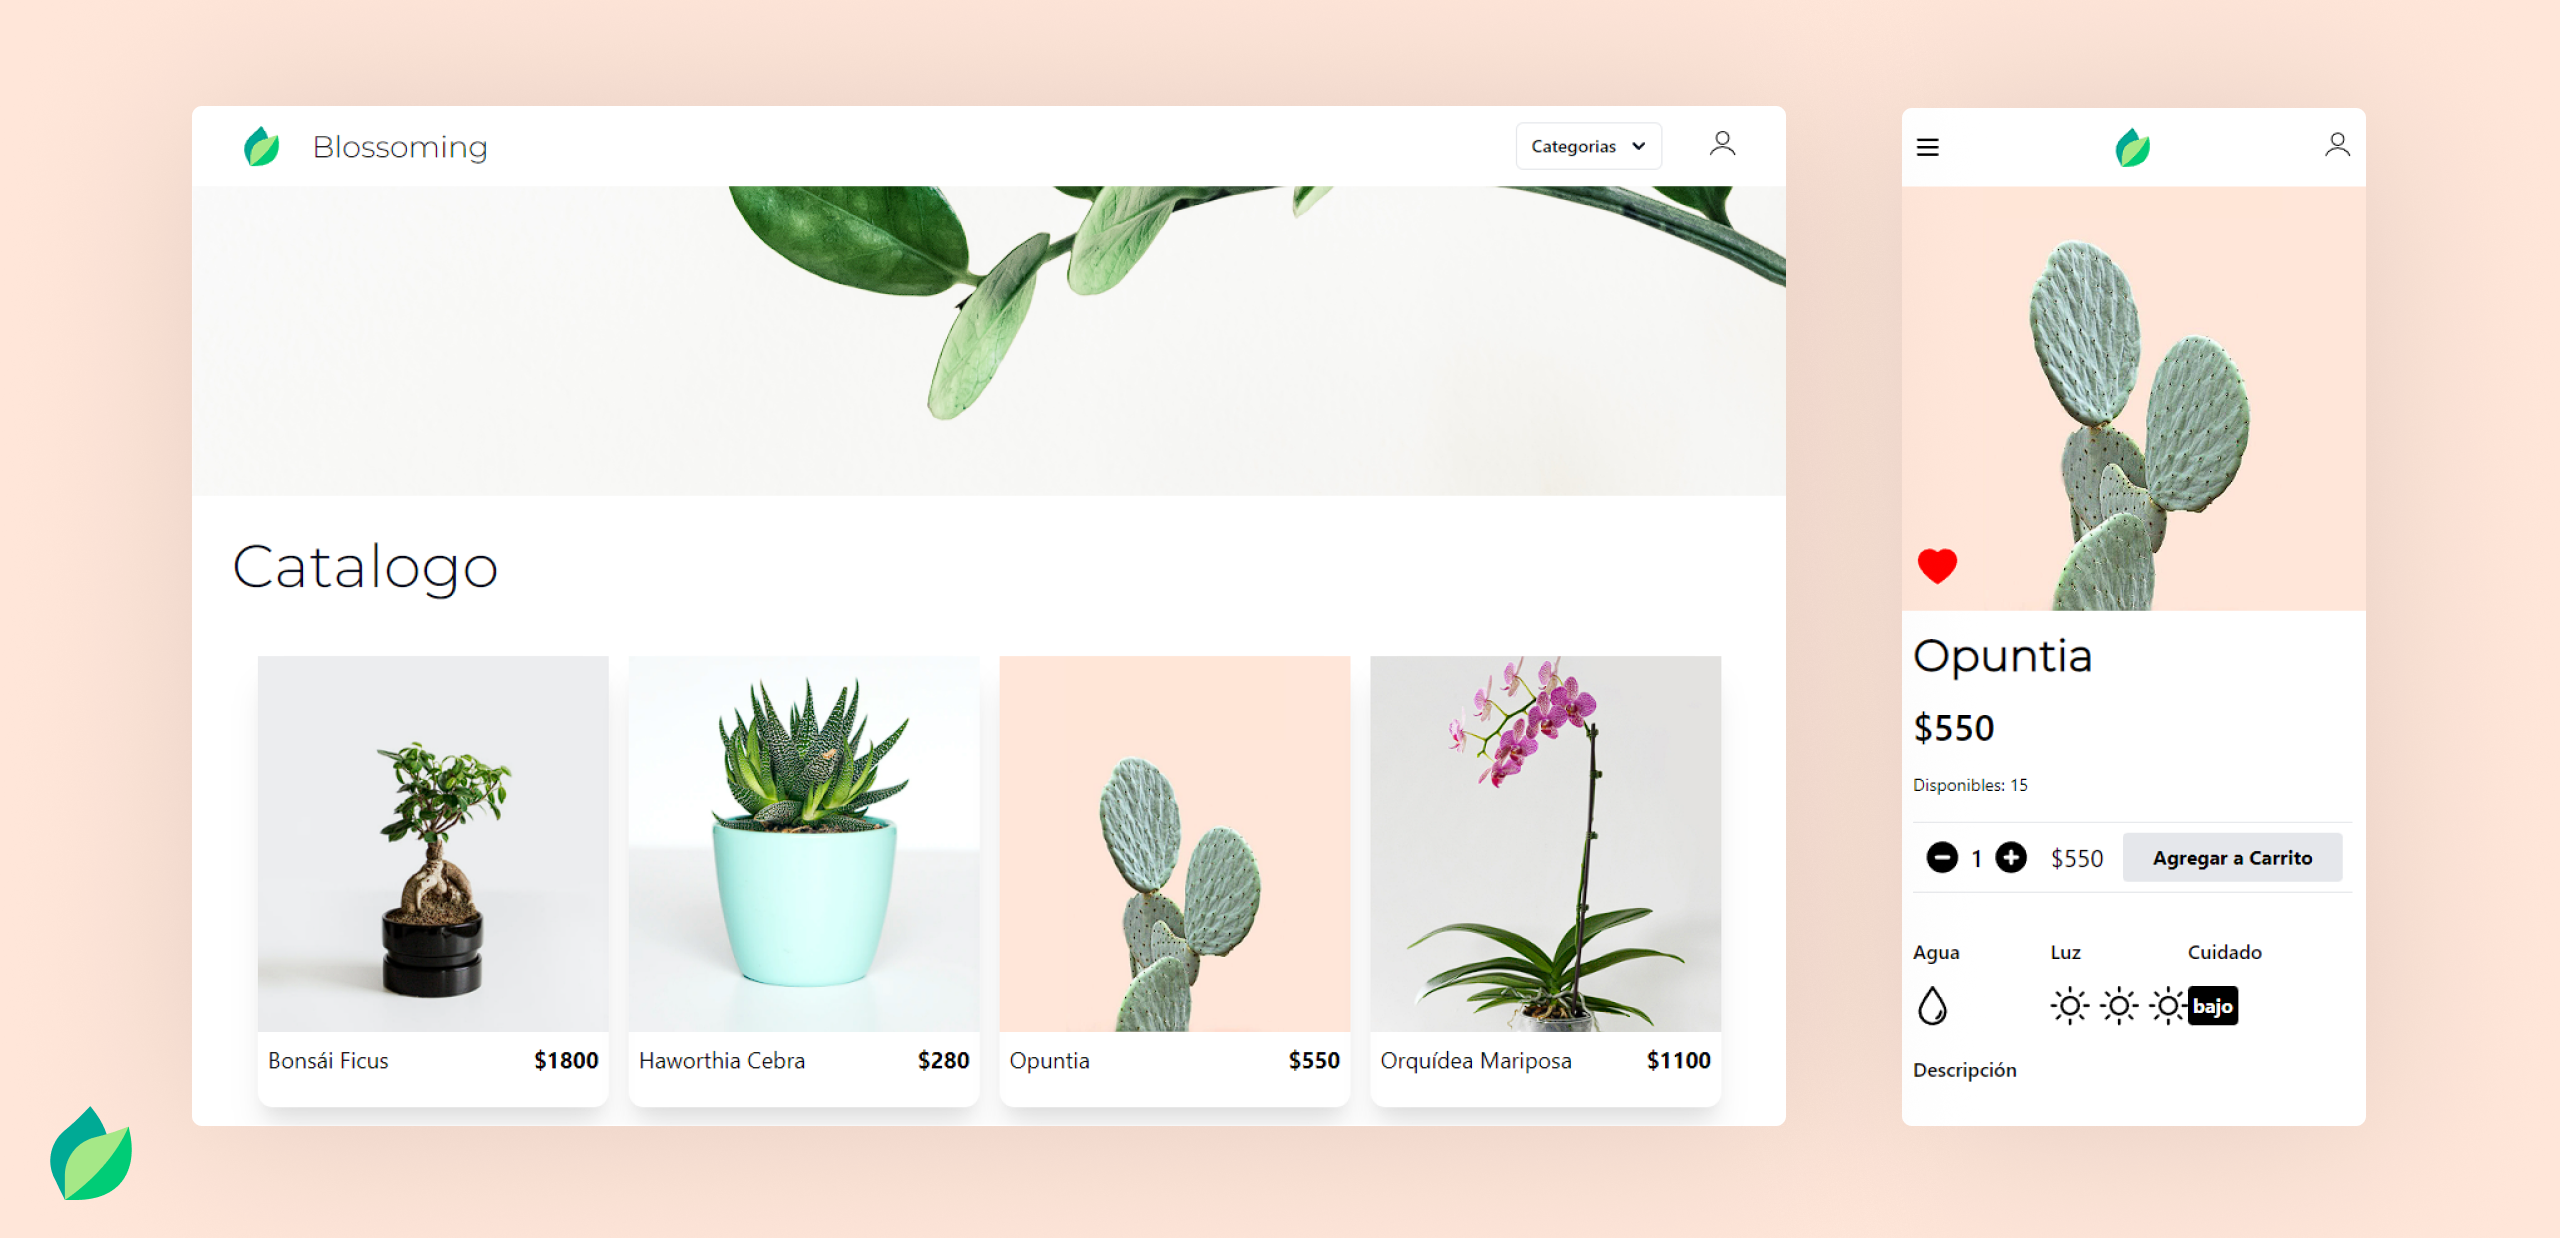 Blossoming
Categorias
Catalogo
Bonsái Ficus $1800
Haworthia Cebra $280
Opuntia $550
Orquídea Mariposa $1100
Opuntia
$550
Disponibles: 15
1 $550 Agregar a Carrito
Agua Luz Cuidado
bajo
Descripción